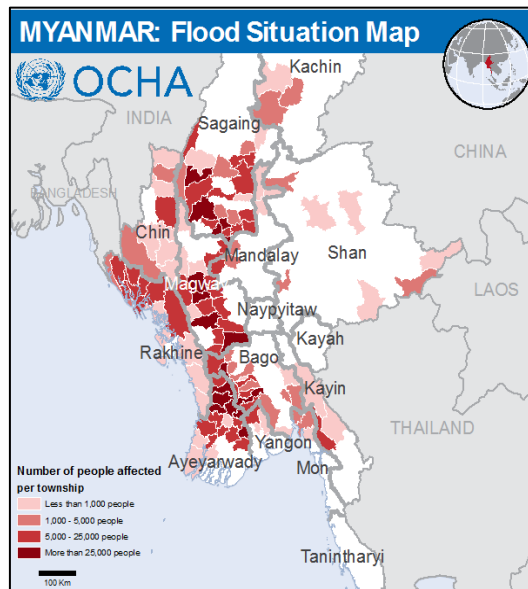 MYANMAR: Flood Situation Map
OCHA
Kachin
INDIA
Sagaing
CHINA
BANGLADESH
Chin
Mandalay
Shan
Magwa
LAOS
Naypyitaw
Rakhine
Bago
Kayah
Kayin
THAILAND
Yangon
Ayeyarwady
Mon
Number of people affected
per township
Less than 1,000 people
1,000 - 5,000 people
5,000 - 25,000 people
More than 25,000 people
Tanintharyi
100 Km